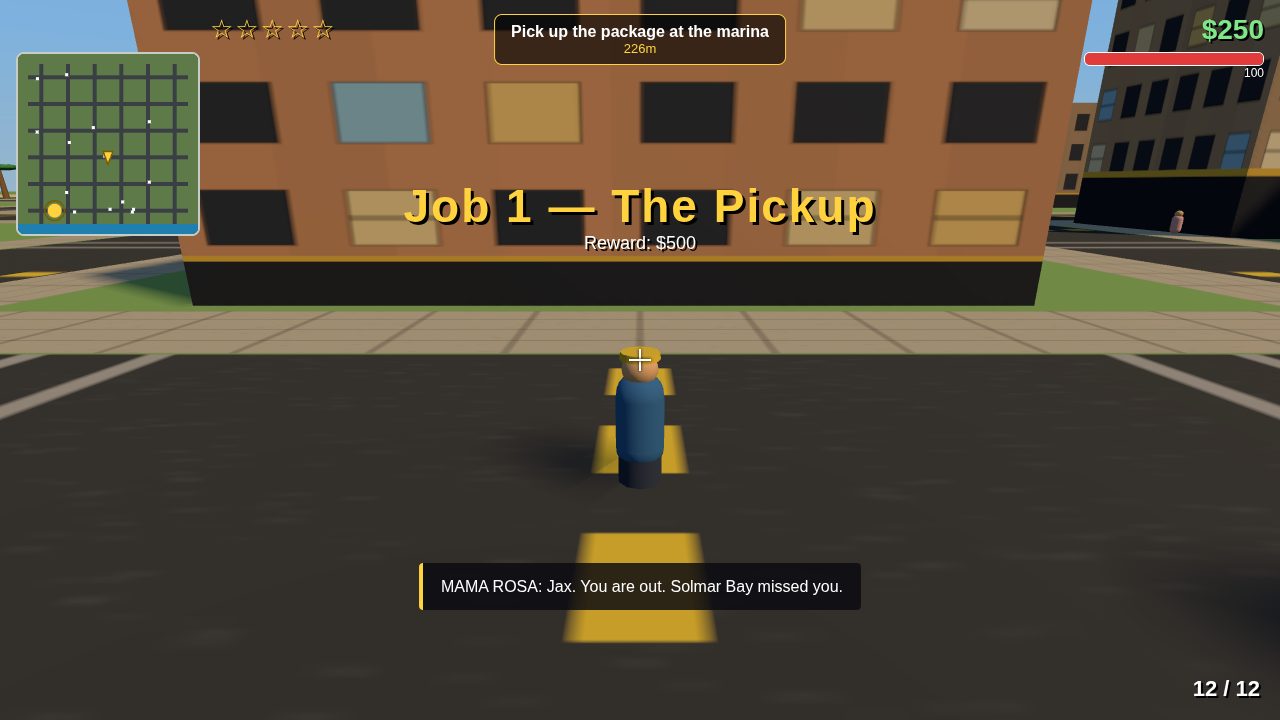 Pick up the package at the marina
226m
$250
100
Job 1 — The Pickup
Reward: $500
MAMA ROSA: Jax. You are out. Solmar Bay missed you.
12 / 12